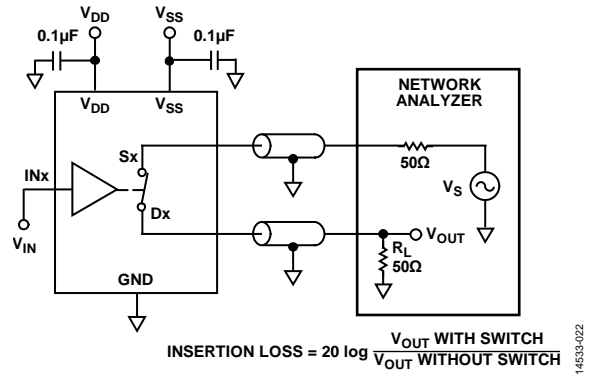 VDD
VSS
0.1µF
0.1µF
VDD
VSS
NETWORK
ANALYZER
Sx
50Ω
INx
VS
Dx
VOUT
VIN
RL
50Ω
GND
INSERTION LOSS = 20 log VOUT WITH SWITCH
VOUT WITHOUT SWITCH
14533-022